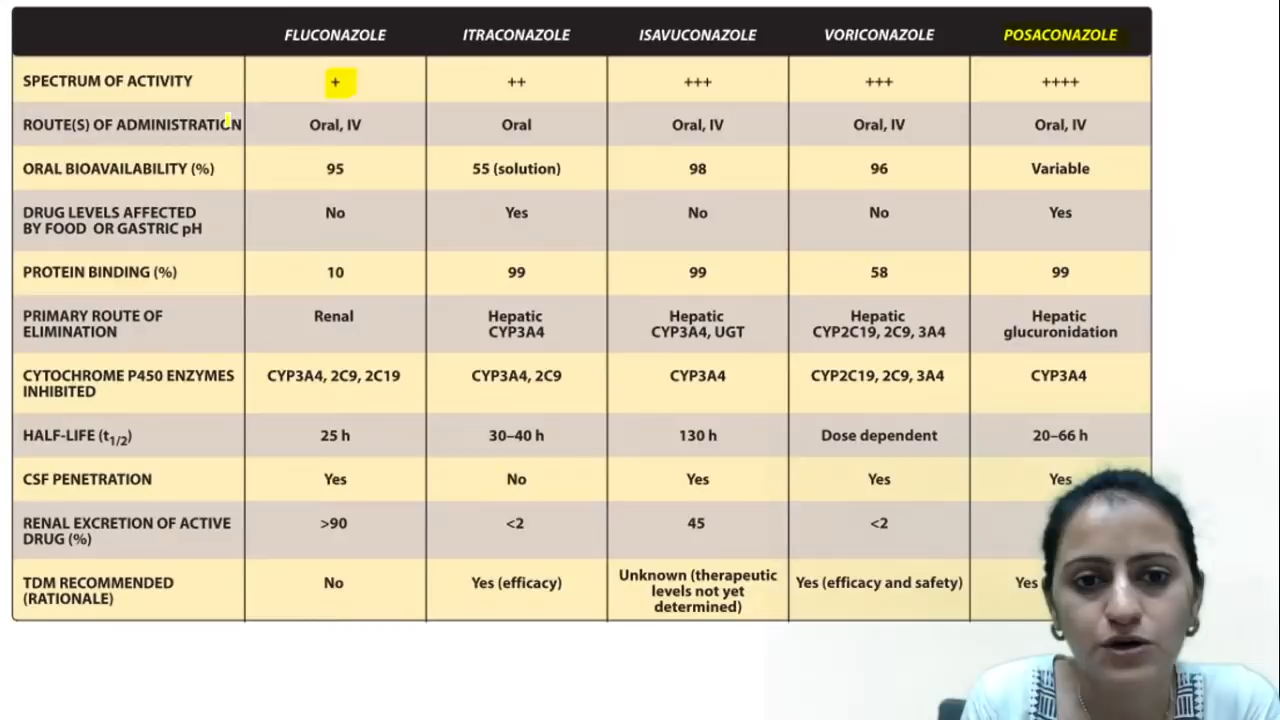 FLUCONAZOLE ITRACONAZOLE ISAVUCONAZOLE VORICONAZOLE POSACONAZOLE
SPECTRUM OF ACTIVITY + ++ +++ +++ ++++
ROUTE(S) OF ADMINISTRATION Oral, IV Oral Oral, IV Oral, IV Oral, IV
ORAL BIOAVAILABILITY (%) 95 55 (solution) 98 96 Variable
DRUG LEVELS AFFECTED
BY FOOD OR GASTRIC pH No Yes No No Yes
PROTEIN BINDING (%) 10 99 99 58 99
PRIMARY ROUTE OF
ELIMINATION
Renal
Hepatic
CYP3A4
Hepatic
CYP3A4, UGT
Hepatic
CYP2C19, 2C9, 3A4
Hepatic
glucuronidation
CYTOCHROME P450 ENZYMES
INHIBITED
CYP3A4, 2C9, 2C19 CYP3A4, 2C9 CYP3A4 CYP2C19, 2C9, 3A4 CYP3A4
HALF-LIFE (t1/2) 25 h 30–40 h 130 h Dose dependent 20–66 h
CSF PENETRATION Yes No Yes Yes Yes
RENAL EXCRETION OF ACTIVE
DRUG (%)
>90 <2 45 <2
TDM RECOMMENDED
(RATIONALE)
No
Yes (efficacy)
Unknown (therapeutic
levels not yet
determined)
Yes (efficacy and safety)
Yes